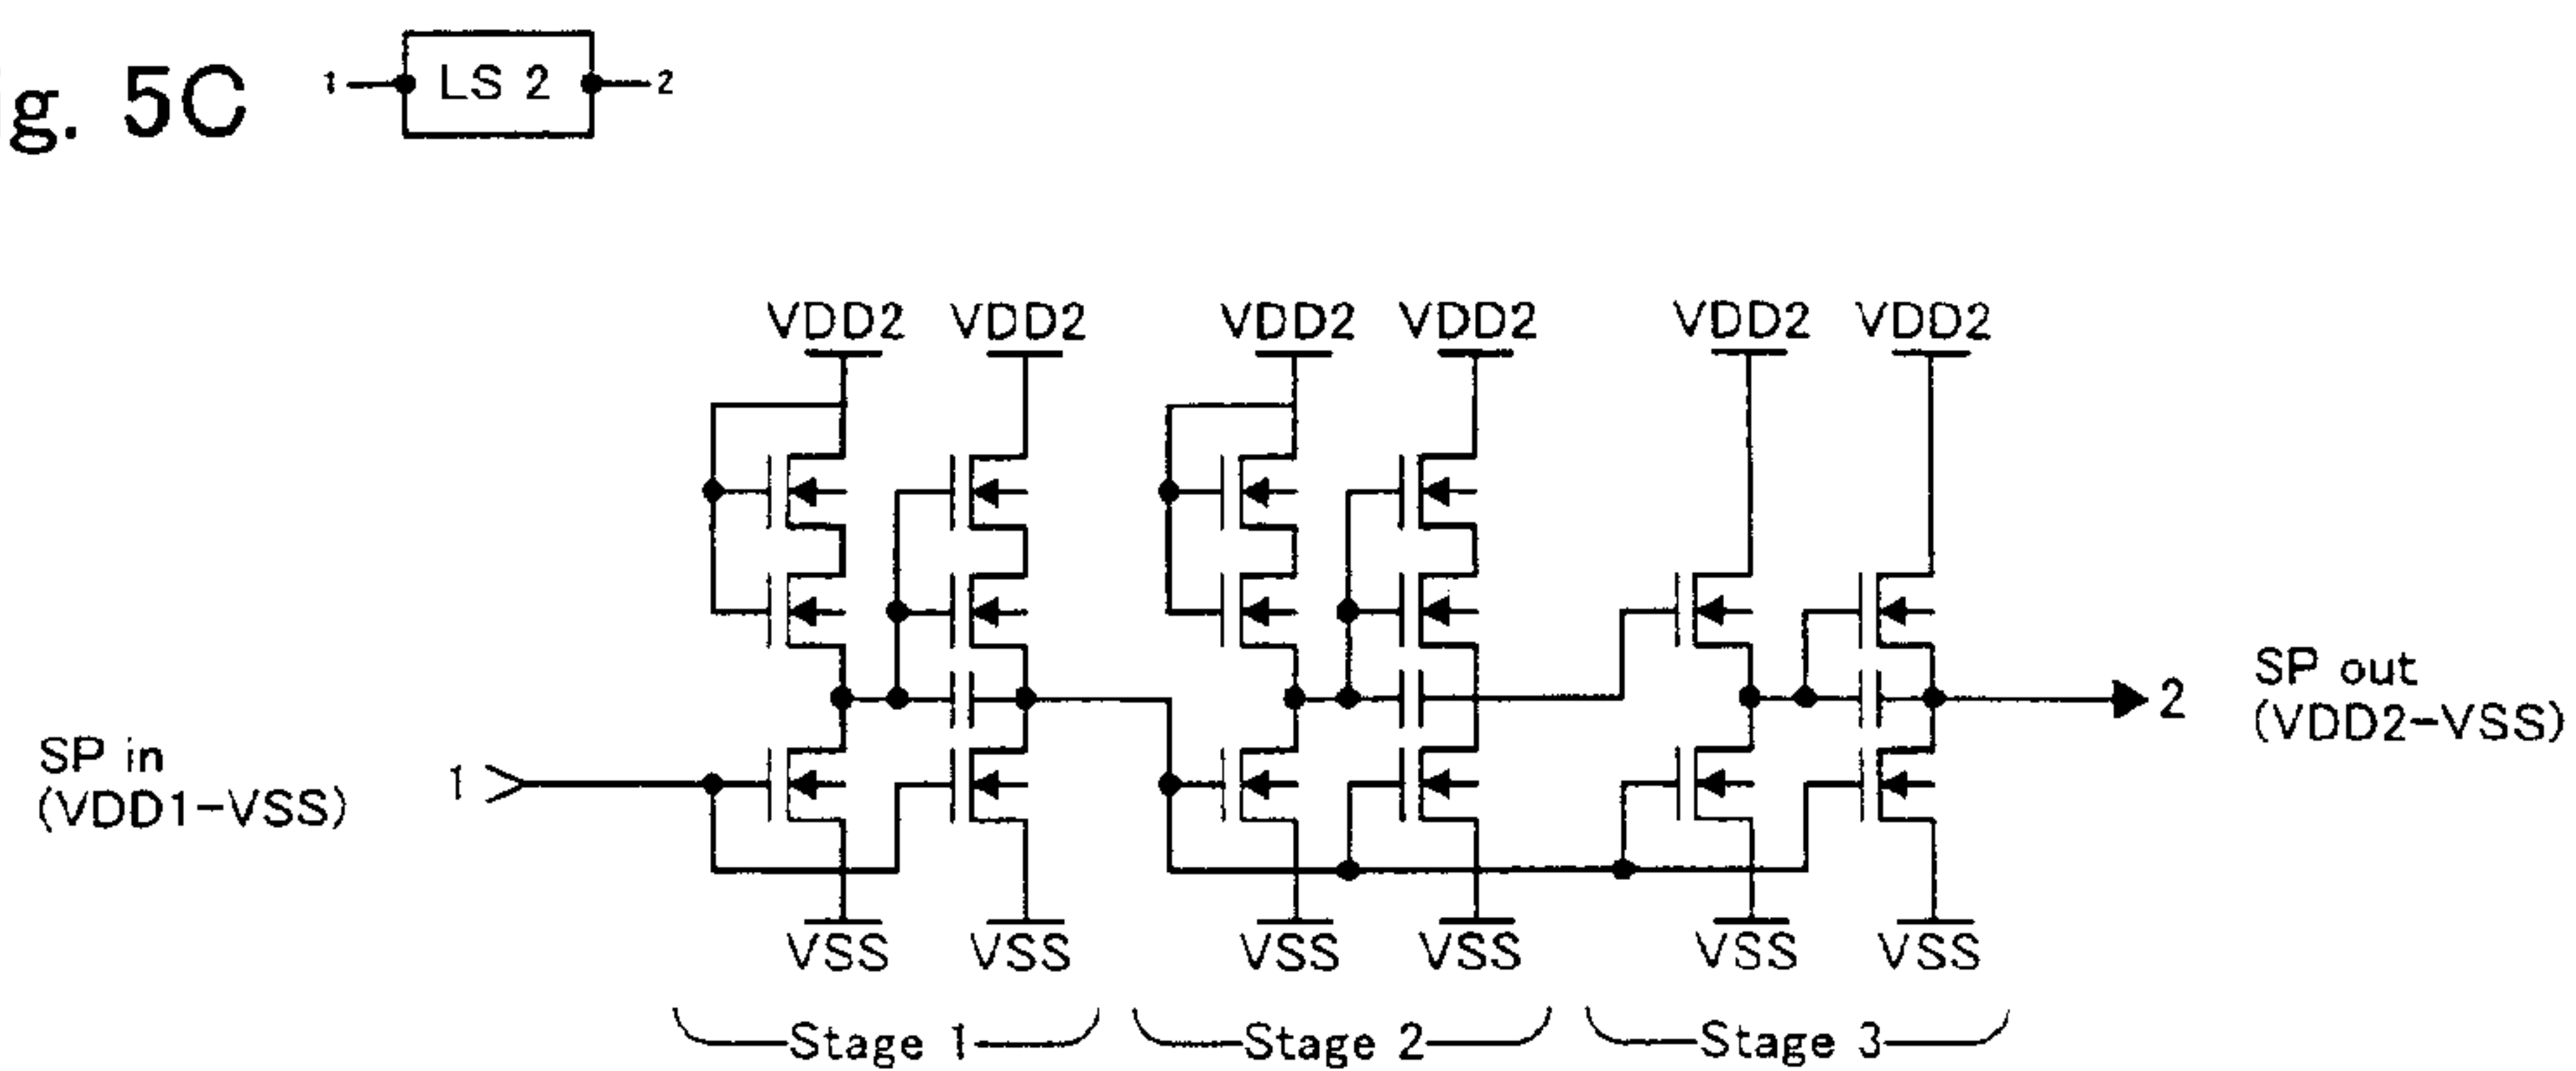 g. 5C
1 LS 2 2
VDD2 VDD2 VDD2 VDD2 VDD2 VDD2
SP in
(VDD1-VSS)
1
2
SP out
(VDD2-VSS)
VSS VSS VSS VSS VSS VSS
Stage 1 Stage 2 Stage 3